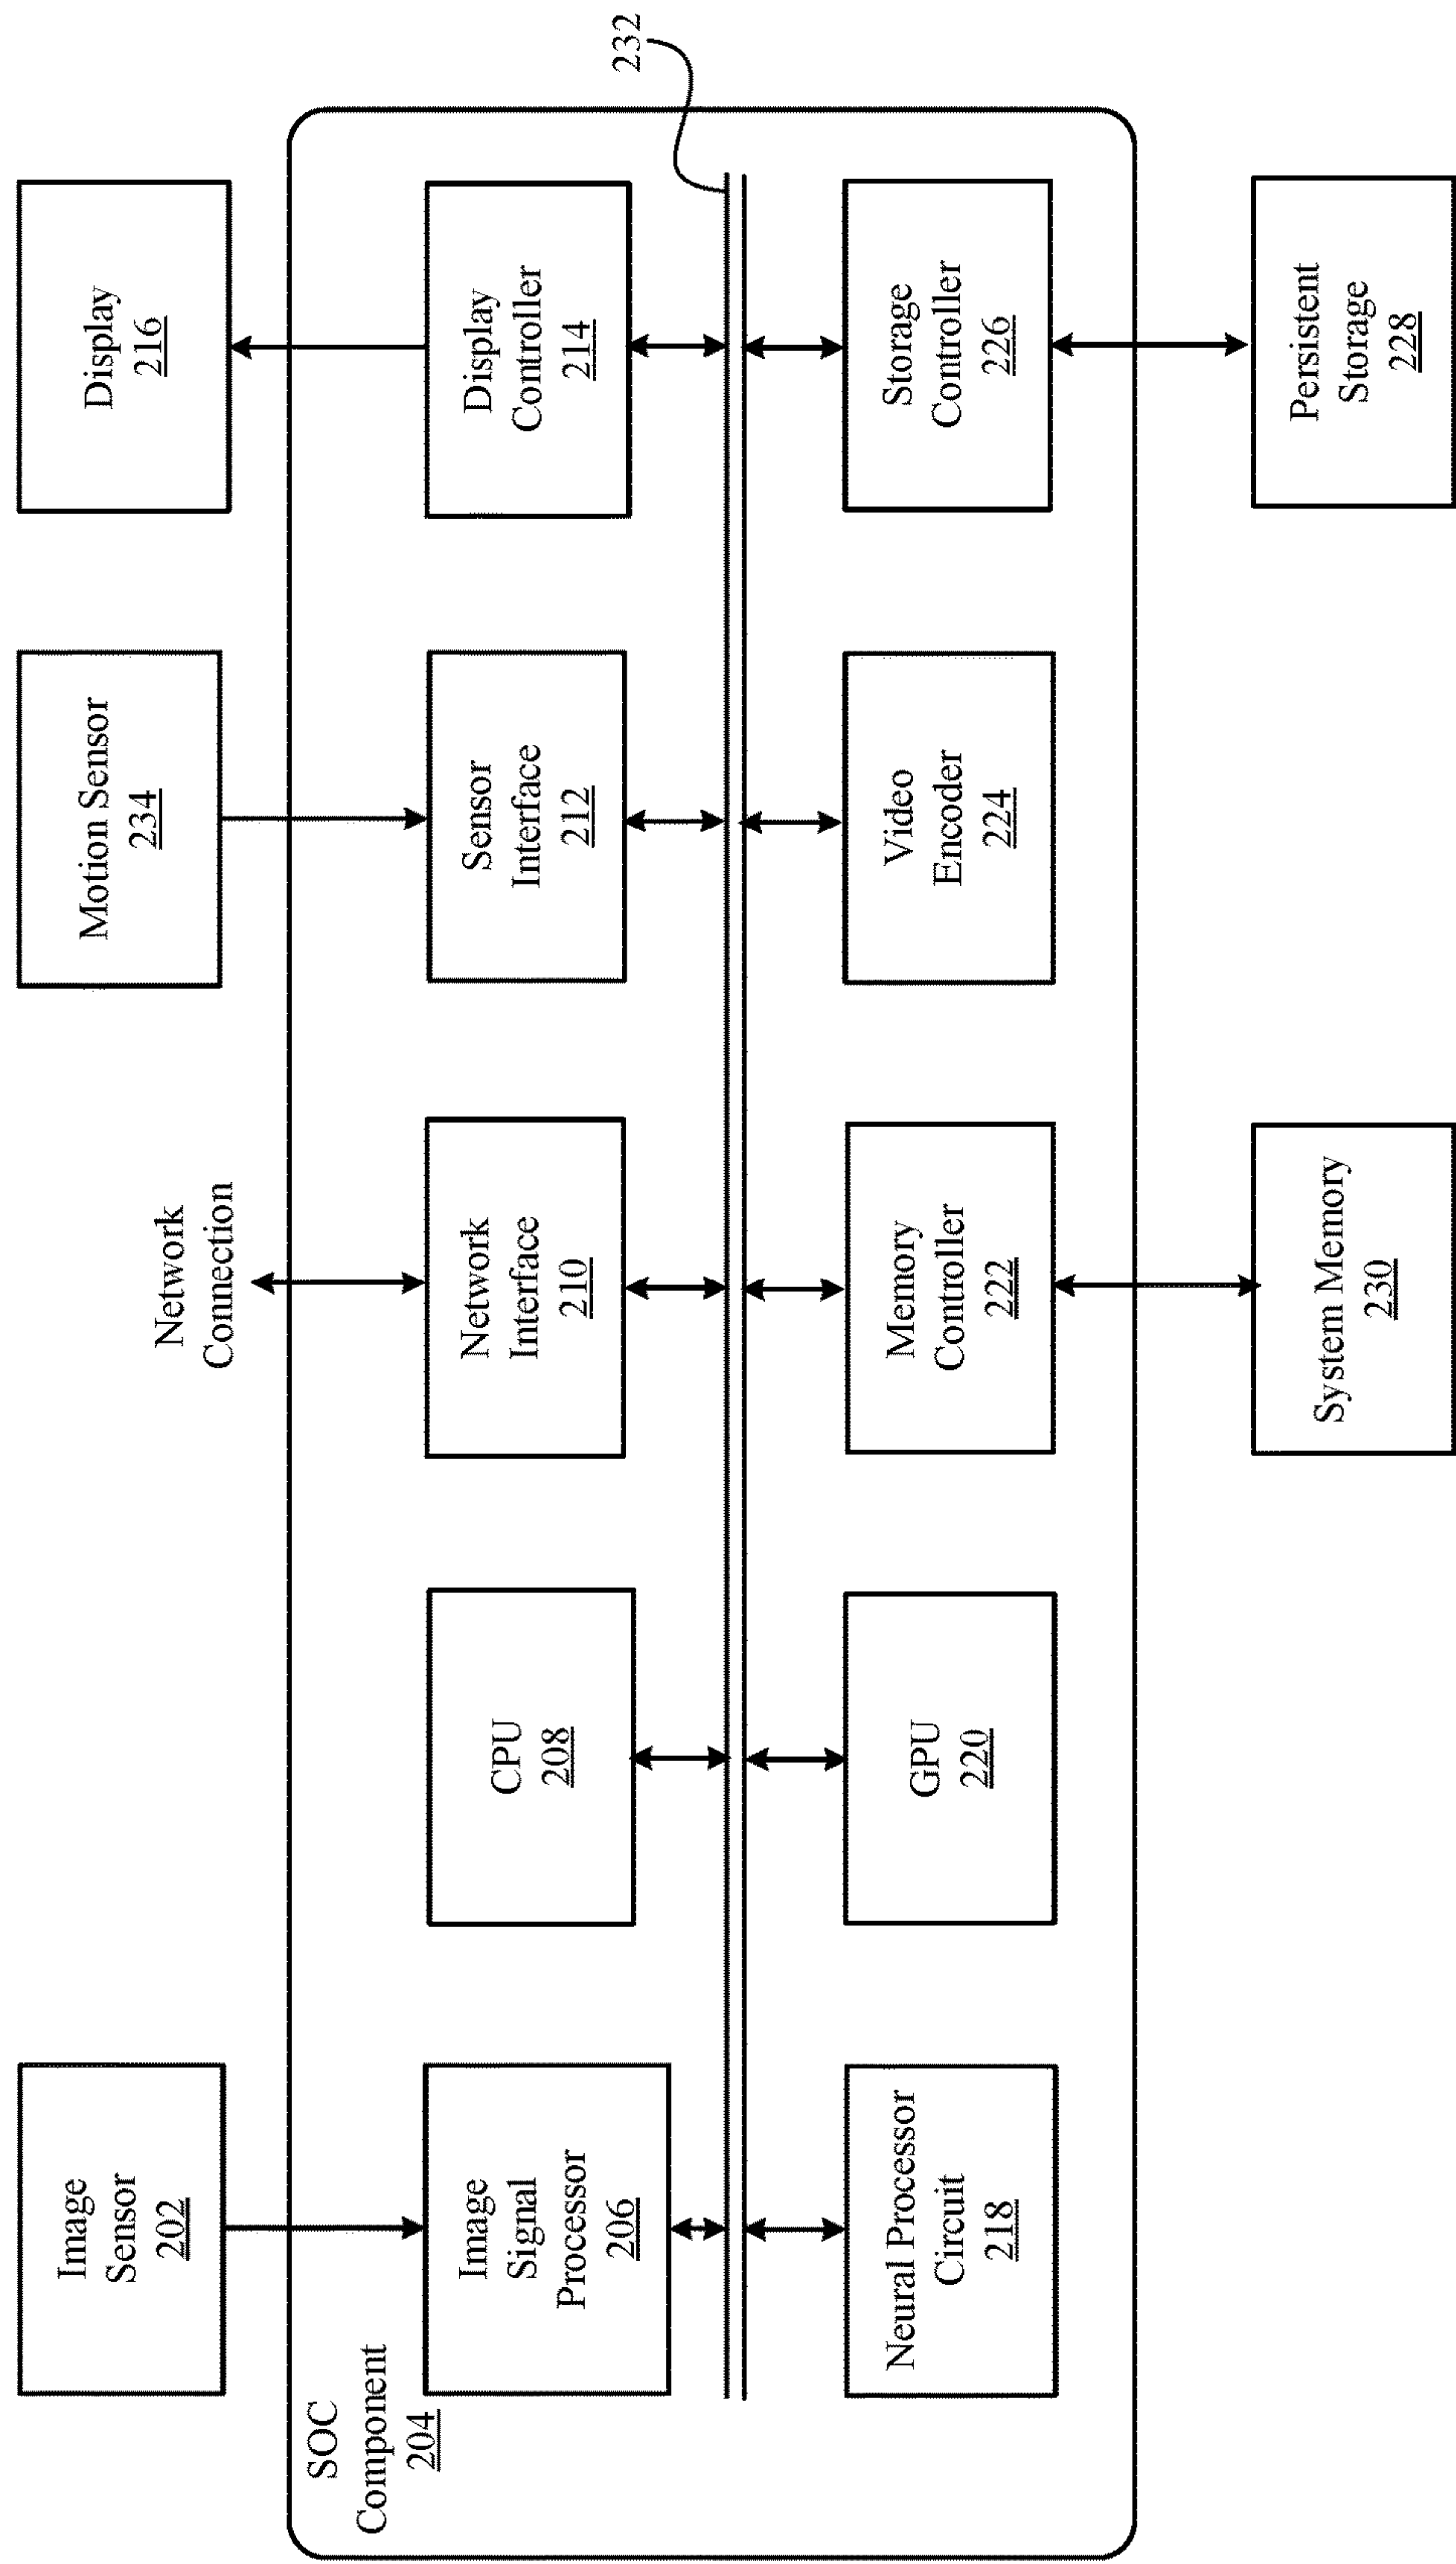 Image
Sensor
202
Network
Connection
Motion Sensor
234
Display
216
SOC
Component
204
Image
Signal
Processor
206
CPU
208
Network
Interface
210
Sensor
Interface
212
Display
Controller
214
232
Neural Processor
Circuit
218
GPU
220
Memory
Controller
222
Video
Encoder
224
Storage
Controller
226
System Memory
230
Persistent
Storage
228